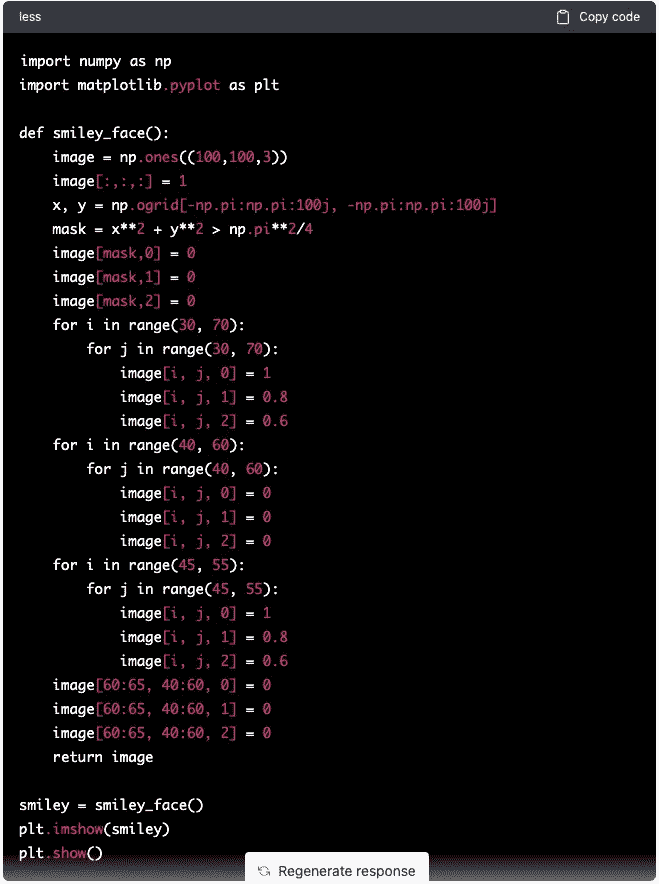 less Copy code
import numpy as np
import matplotlib.pyplot as plt
def smiley_face():
    image = np.ones((100,100,3))
    image[:,:,:] = 1
    x, y = np.ogrid[-np.pi:np.pi:100j, -np.pi:np.pi:100j]
    mask = x**2 + y**2 > np.pi**2/4
    image[mask,0] = 0
    image[mask,1] = 0
    image[mask,2] = 0
    for i in range(30, 70):
        for j in range(30, 70):
            image[i, j, 0] = 1
            image[i, j, 1] = 0.8
            image[i, j, 2] = 0.6
    for i in range(40, 60):
        for j in range(40, 60):
            image[i, j, 0] = 0
            image[i, j, 1] = 0
            image[i, j, 2] = 0
    for i in range(45, 55):
        for j in range(45, 55):
            image[i, j, 0] = 1
            image[i, j, 1] = 0.8
            image[i, j, 2] = 0.6
    image[60:65, 40:60, 0] = 0
    image[60:65, 40:60, 1] = 0
    image[60:65, 40:60, 2] = 0
    return image
smiley = smiley_face()
plt.imshow(smiley)
plt.show()
Regenerate response